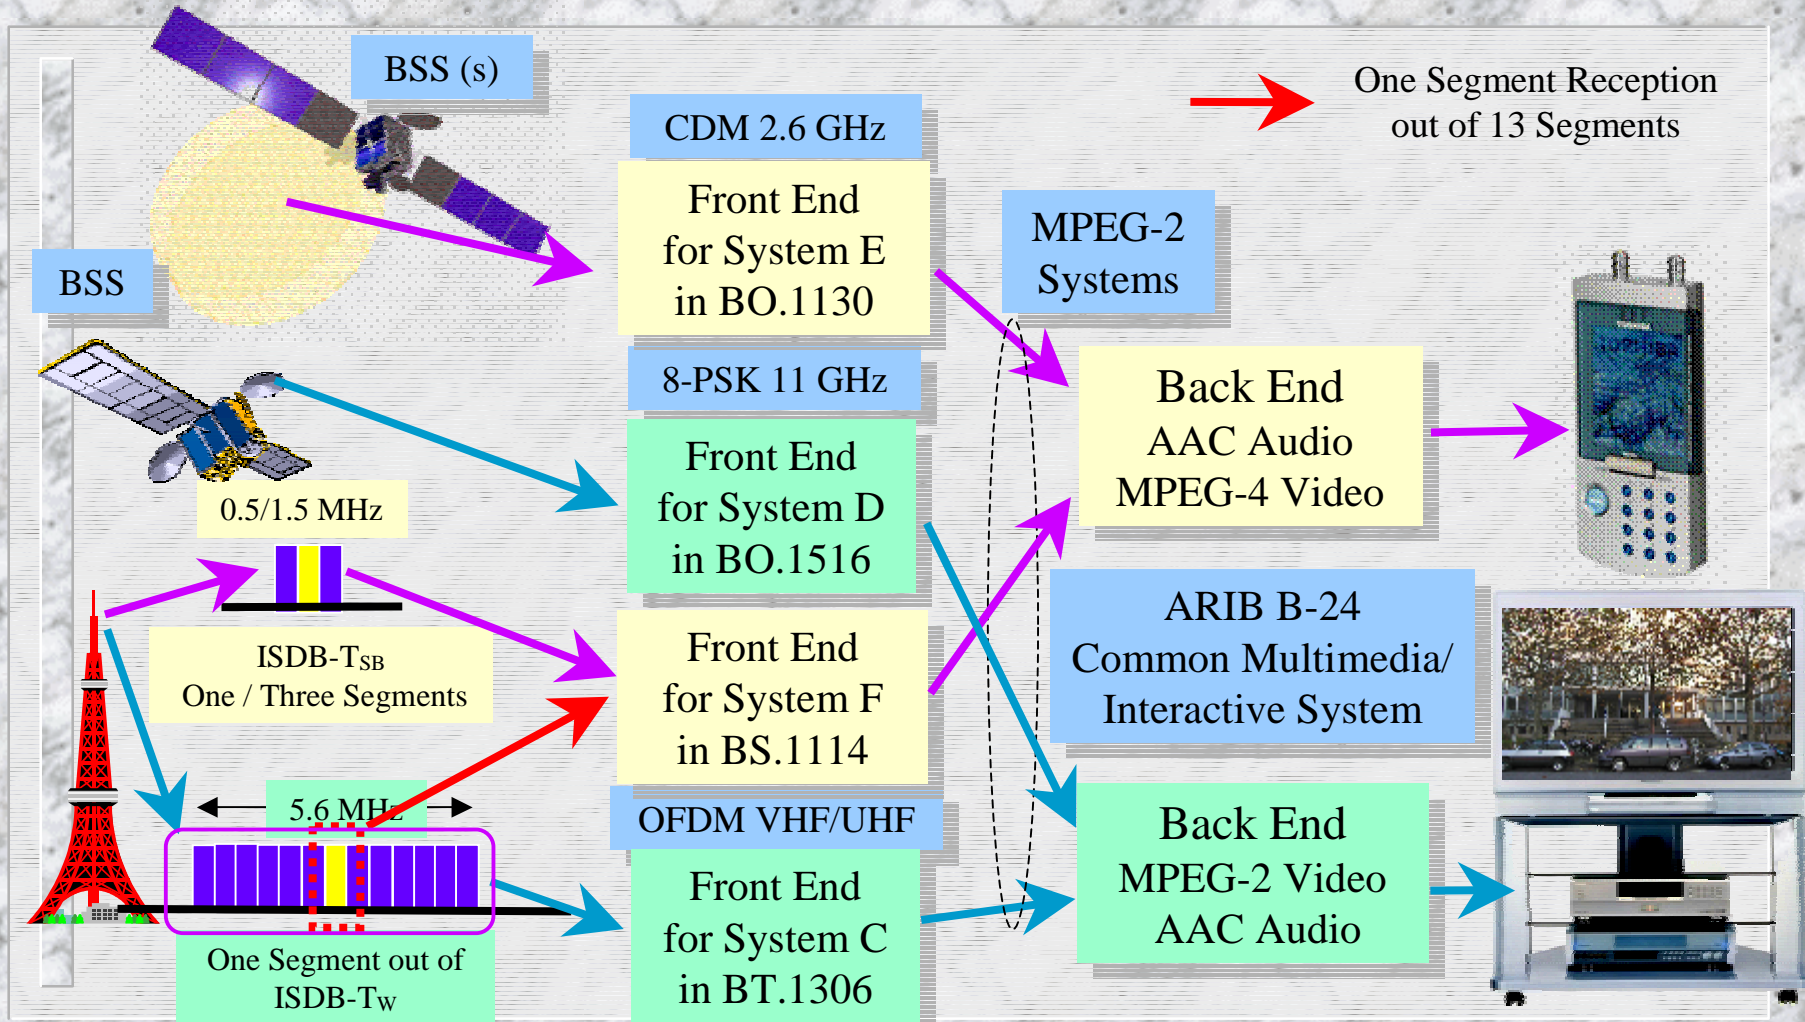 BSS (s)
One Segment Reception
out of 13 Segments
CDM 2.6 GHz
Front End
for System E
in BO.1130
MPEG-2
Systems
BSS
8-PSK 11 GHz
Back End
AAC Audio
MPEG-4 Video
Front End
for System D
in BO.1516
0.5/1.5 MHz
ISDB-TSB
One / Three Segments
Front End
for System F
in BS.1114
ARIB B-24
Common Multimedia/
Interactive System
5.6 MHz
OFDM VHF/UHF
Back End
MPEG-2 Video
AAC Audio
Front End
for System C
in BT.1306
One Segment out of
ISDB-TW